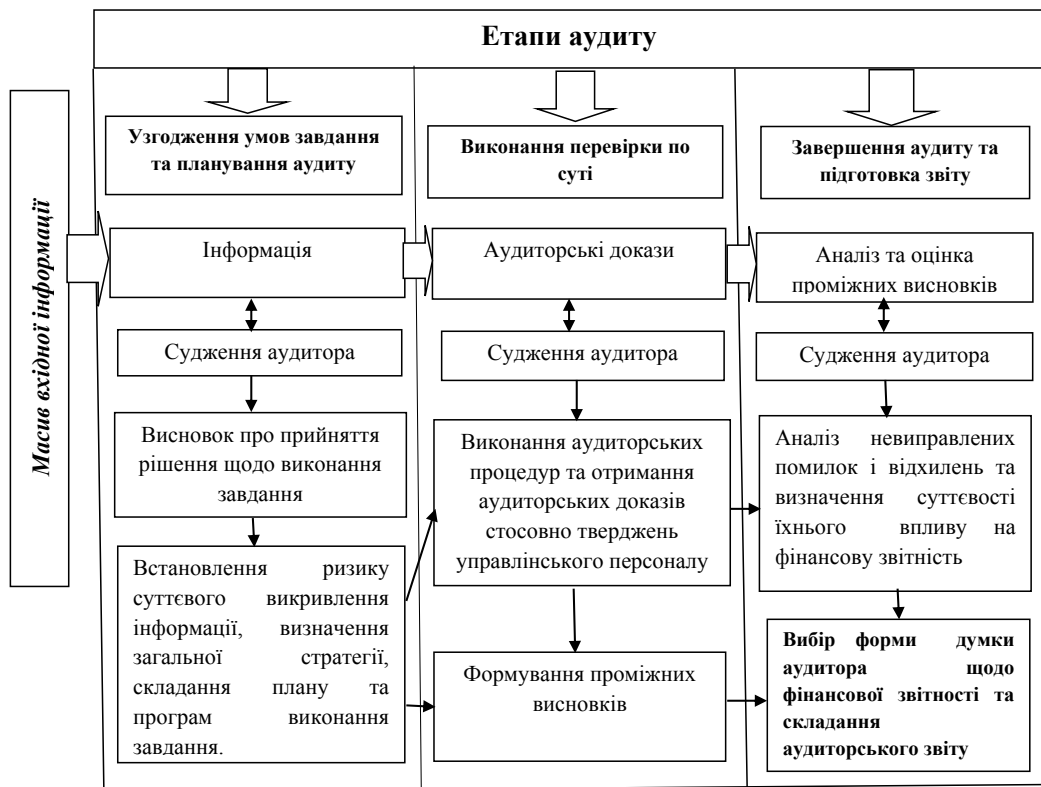 Етапи аудиту
Масив вхідної інформації
Узгодження умов завдання
та планування аудиту
Інформація
Судження аудитора
Висновок про прийняття
рішення щодо виконання
завдання
Встановлення ризику
суттєвого викривлення
інформації, визначення
загальної стратегії,
складання плану та
програм виконання
завдання.
Виконання перевірки по
суті
Аудиторські докази
Судження аудитора
Виконання аудиторських
процедур та отримання
аудиторських доказів
стосовно тверджень
управлінського персоналу
Формування проміжних
висновків
Завершення аудиту та
підготовка звіту
Аналіз та оцінка
проміжних висновків
Судження аудитора
Аналіз невиправлених
помилок і відхилень та
визначення суттєвості
їхнього впливу на
фінансову звітність
Вибір форми думки
аудитора щодо
фінансової звітності та
складання
аудиторського звіту